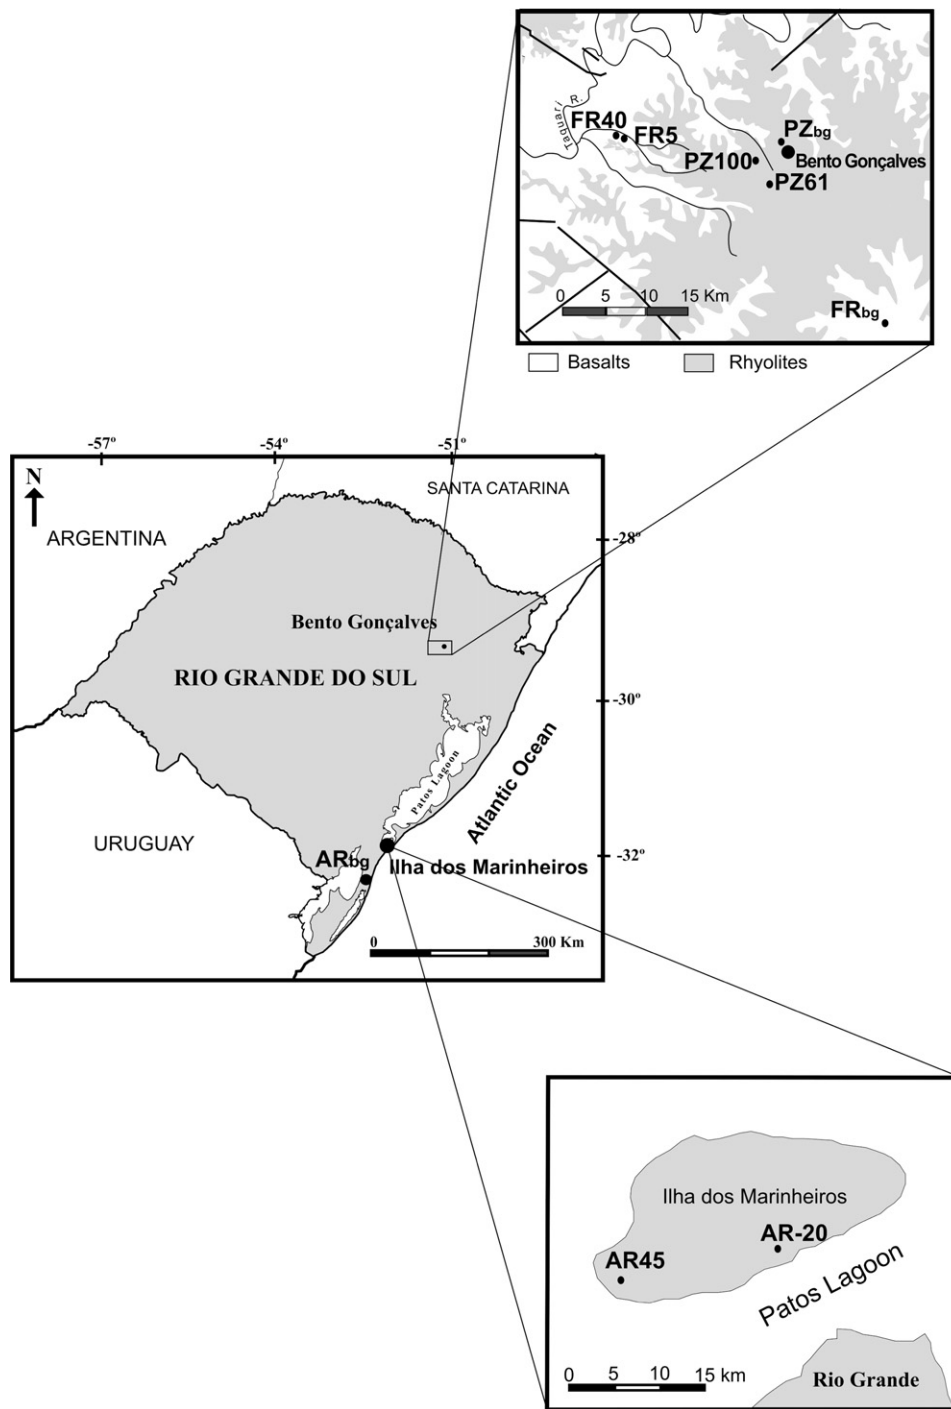 Taquari R.
FR40
FR5
PZbg
PZ100
Bento Gonçalves
PZ61
0 5 10 15 Km
FRbg
Basalts
Rhyolites
-57º
-54º
-51º
N
SANTA CATARINA
ARGENTINA
-28º
Bento Gonçalves
RIO GRANDE DO SUL
-30º
Patos Lagoon
Atlantic Ocean
URUGUAY
-32º
ARbg
Ilha dos Marinheiros
0 300 Km
Ilha dos Marinheiros
AR-20
AR45
Patos Lagoon
0 5 10 15 km
Rio Grande